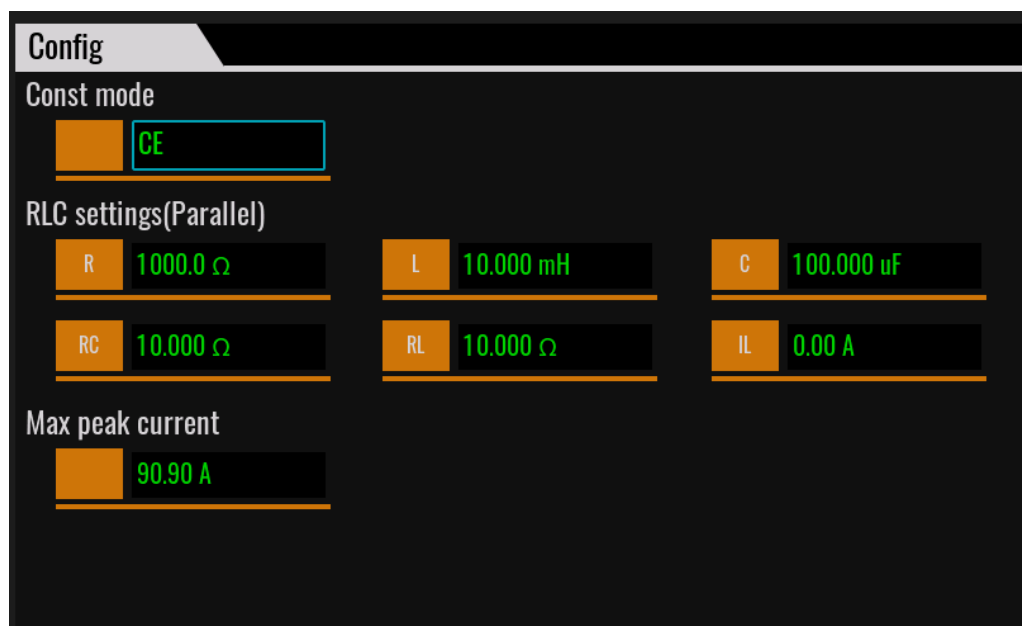 Config
Const mode
CE
RLC settings(Parallel)
R 1000.0 Ω L 10.000 mH C 100.000 uF
RC 10.000 Ω RL 10.000 Ω IL 0.00 A
Max peak current
90.90 A